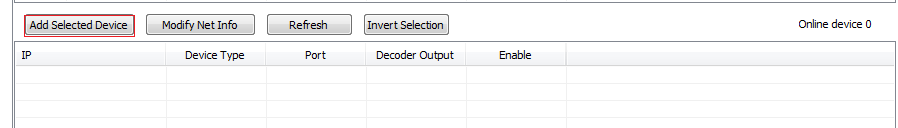 Add Selected Device Modify Net Info Refresh Invert Selection Online device 0
IP Device Type Port Decoder Output Enable